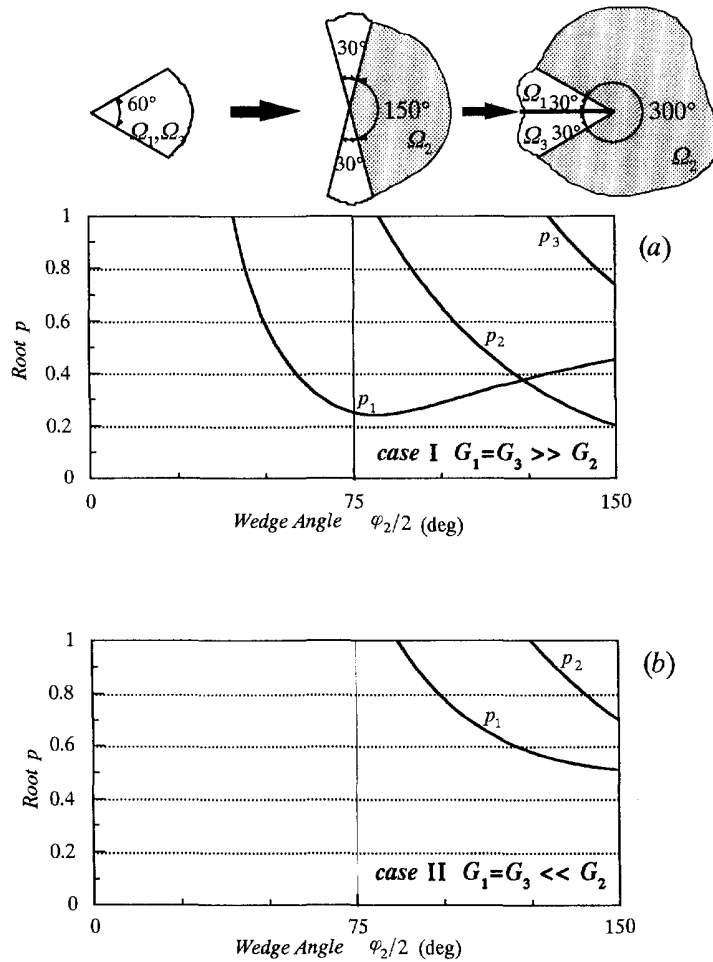 30°
60°
Ω₁, Ω₃
150°
Ω₂
30°
Ω₁ 30°
Ω₃ 30°
300°
Ω₂
(a)
Root p
1
0.8
0.6
0.4
0.2
0
p₁
p₂
p₃
case I G₁=G₃ >> G₂
0
75
150
Wedge Angle φ₂/2 (deg)
(b)
Root p
1
0.8
0.6
0.4
0.2
0
p₁
p₂
case II G₁=G₃ << G₂
0
75
150
Wedge Angle φ₂/2 (deg)